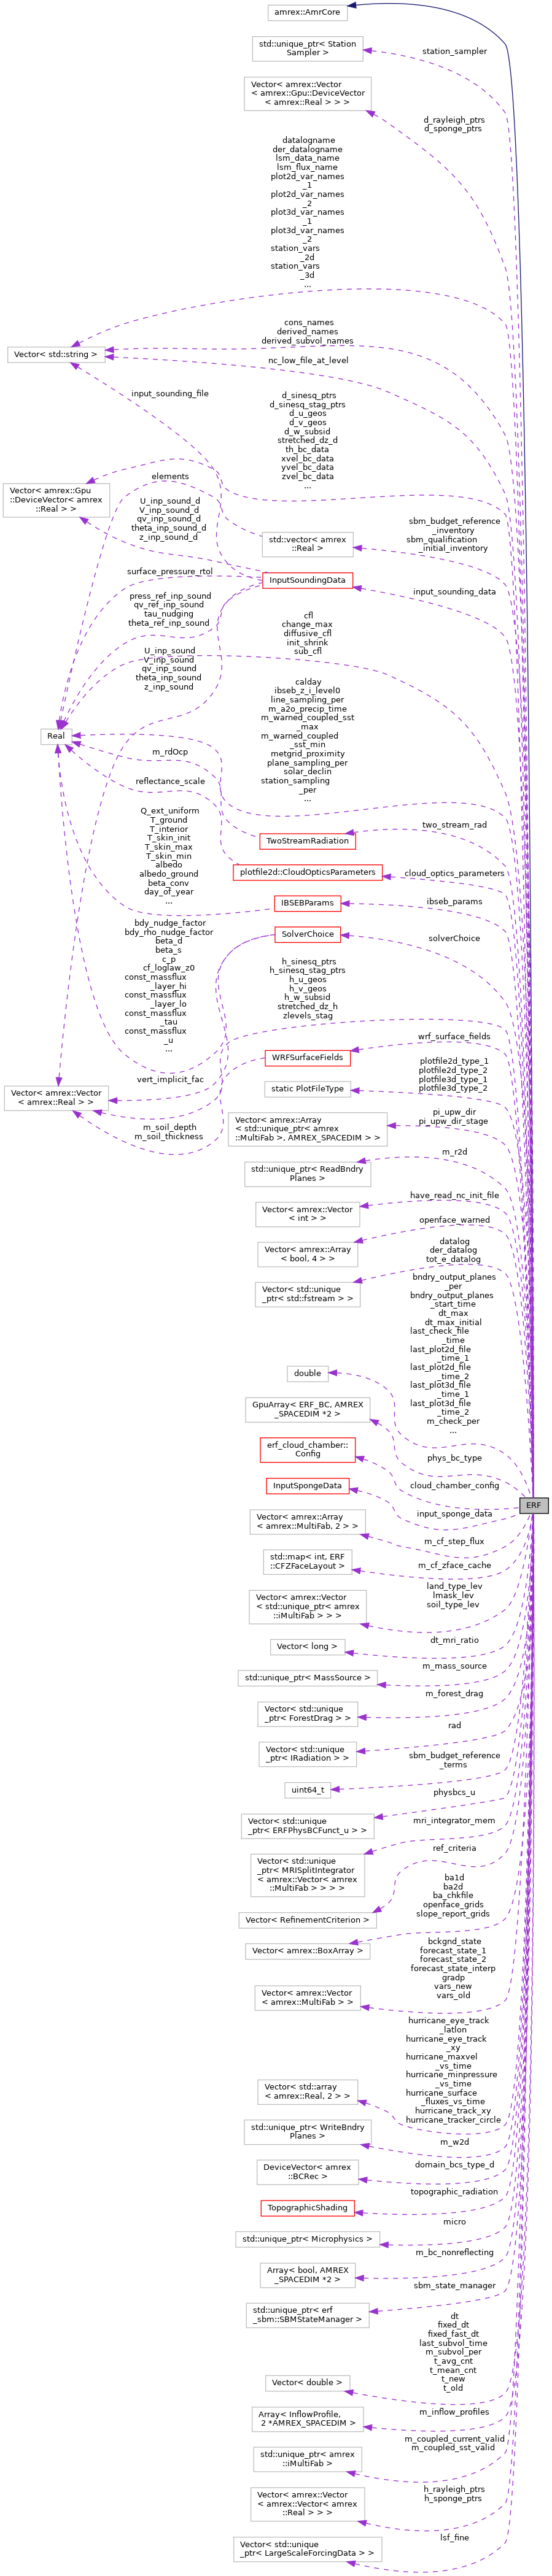 amrex::AmrCore
std::unique_ptr< Station
Sampler >
station_sampler
Vector< amrex::Vector
< amrex::Gpu::DeviceVector
< amrex::Real > > >
d_rayleigh_ptrs
d_sponge_ptrs
datalogname
der_datalogname
lsm_data_name
lsm_flux_name
plot2d_var_names
_1
plot2d_var_names
_2
plot3d_var_names
_1
plot3d_var_names
_2
station_vars
_2d
station_vars
_3d
...
cons_names
derived_names
derived_subvol_names
Vector< std::string >
nc_low_file_at_level
input_sounding_file
d_sinesq_ptrs
d_sinesq_stag_ptrs
d_u_geos
d_v_geos
d_w_subsid
stretched_dz_d
th_bc_data
xvel_bc_data
yvel_bc_data
zvel_bc_data
...
elements
Vector< amrex::Gpu
::DeviceVector< amrex
::Real > >
U_inp_sound_d
V_inp_sound_d
qv_inp_sound_d
theta_inp_sound_d
z_inp_sound_d
std::vector< amrex
::Real >
sbm_budget_reference
_inventory
sbm_qualification
_initial_inventory
surface_pressure_rtol
InputSoundingData
input_sounding_data
press_ref_inp_sound
qv_ref_inp_sound
tau_nudging
theta_ref_inp_sound
cfl
change_max
diffusive_cfl
init_shrink
sub_cfl
U_inp_sound
V_inp_sound
qv_inp_sound
theta_inp_sound
z_inp_sound
calday
ibseb_z_i_level0
line_sampling_per
m_a2o_precip_time
m_warned_coupled_sst
_max
m_warned_coupled
_sst_min
metgrid_proximity
plane_sampling_per
solar_declin
station_sampling
_per
...
Real
m_rdOcp
reflectance_scale
two_stream_rad
TwoStreamRadiation
cloud_optics_parameters
plotfile2d::CloudOpticsParameters
Q_ext_uniform
T_ground
T_interior
T_skin_init
T_skin_max
T_skin_min
albedo
albedo_ground
beta_conv
day_of_year
...
IBSEBParams
ibseb_params
bdy_nudge_factor
bdy_rho_nudge_factor
beta_d
beta_s
c_p
cf_loglaw_z0
const_massflux
_layer_hi
const_massflux
_layer_lo
const_massflux
_tau
const_massflux
_u
...
SolverChoice
solverChoice
h_sinesq_ptrs
h_sinesq_stag_ptrs
h_u_geos
h_v_geos
h_w_subsid
stretched_dz_h
zlevels_stag
wrf_surface_fields
WRFSurfaceFields
vert_implicit_fac
Vector< amrex::Vector
< amrex::Real > >
m_soil_depth
m_soil_thickness
static PlotFileType
plotfile2d_type_1
plotfile2d_type_2
plotfile3d_type_1
plotfile3d_type_2
Vector< amrex::Array
< std::unique_ptr< amrex
::MultiFab >, AMREX_SPACEDIM > >
pi_upw_dir
pi_upw_dir_stage
m_r2d
std::unique_ptr< ReadBndry
Planes >
have_read_nc_init_file
Vector< amrex::Vector
< int > >
openface_warned
Vector< amrex::Array
< bool, 4 > >
datalog
der_datalog
tot_e_datalog
Vector< std::unique
_ptr< std::fstream > >
bndry_output_planes
_per
bndry_output_planes
_start_time
dt_max
dt_max_initial
last_check_file
_time
last_plot2d_file
_time_1
last_plot2d_file
_time_2
last_plot3d_file
_time_1
last_plot3d_file
_time_2
m_check_per
...
double
GpuArray< ERF_BC, AMREX
_SPACEDIM *2 >
phys_bc_type
erf_cloud_chamber::
Config
cloud_chamber_config
InputSpongeData
input_sponge_data
ERF
Vector< amrex::Array
< amrex::MultiFab, 2 > >
m_cf_step_flux
std::map< int, ERF
::CFZFaceLayout >
m_cf_zface_cache
Vector< amrex::Vector
< std::unique_ptr< amrex
::iMultiFab > > >
land_type_lev
lmask_lev
soil_type_lev
Vector< long >
dt_mri_ratio
std::unique_ptr< MassSource >
m_mass_source
Vector< std::unique
_ptr< ForestDrag > >
m_forest_drag
Vector< std::unique
_ptr< IRadiation > >
rad
uint64_t
sbm_budget_reference
_terms
Vector< std::unique
_ptr< ERFPhysBCFunct_u > >
physbcs_u
mri_integrator_mem
Vector< std::unique
_ptr< MRISplitIntegrator
< amrex::Vector< amrex
::MultiFab > > > >
ref_criteria
Vector< RefinementCriterion >
ba1d
ba2d
ba_chkfile
openface_grids
slope_report_grids
Vector< amrex::BoxArray >
bckgnd_state
forecast_state_1
forecast_state_2
forecast_state_interp
gradp
vars_new
vars_old
Vector< amrex::Vector
< amrex::MultiFab > >
hurricane_eye_track
_latlon
hurricane_eye_track
_xy
hurricane_maxvel
_vs_time
hurricane_minpressure
_vs_time
hurricane_surface
_fluxes_vs_time
hurricane_track_xy
hurricane_tracker_circle
Vector< std::array
< amrex::Real, 2 > >
std::unique_ptr< WriteBndry
Planes >
m_w2d
DeviceVector< amrex
::BCRec >
domain_bcs_type_d
TopographicShading
topographic_radiation
std::unique_ptr< Microphysics >
micro
Array< bool, AMREX
_SPACEDIM *2 >
m_bc_nonreflecting
std::unique_ptr< erf
_sbm::SBMStateManager >
sbm_state_manager
dt
fixed_dt
fixed_fast_dt
last_subvol_time
m_subvol_per
t_avg_cnt
t_mean_cnt
t_new
t_old
Vector< double >
Array< InflowProfile,
2 *AMREX_SPACEDIM >
m_inflow_profiles
std::unique_ptr< amrex
::iMultiFab >
m_coupled_current_valid
m_coupled_sst_valid
Vector< amrex::Vector
< amrex::Vector< amrex
::Real > > >
h_rayleigh_ptrs
h_sponge_ptrs
Vector< std::unique
_ptr< LargeScaleForcingData > >
lsf_fine